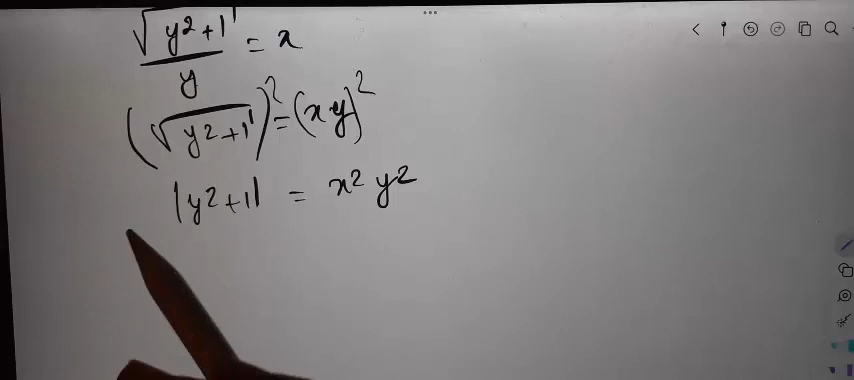 √(y²+1) / y = x
(√(y²+1))² = (xy)²
|y²+1| = x² y²